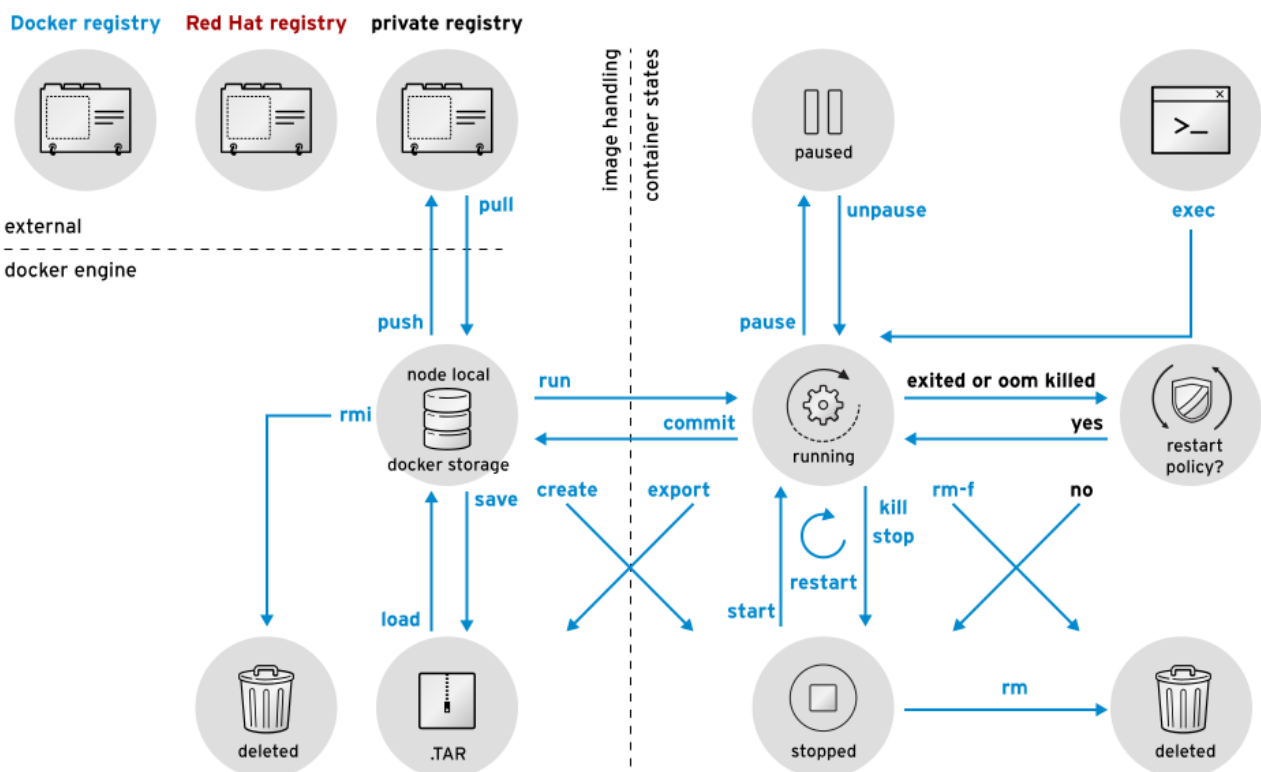 Docker registry
Red Hat registry
private registry
image handling
container states
paused
>_
pull
unpause
exec
external
docker engine
push
pause
node local
docker storage
run
commit
running
exited or oom killed
yes
restart
policy?
rmi
save
create
export
kill
stop
restart
rm-f
no
load
start
deleted
.TAR
stopped
rm
deleted